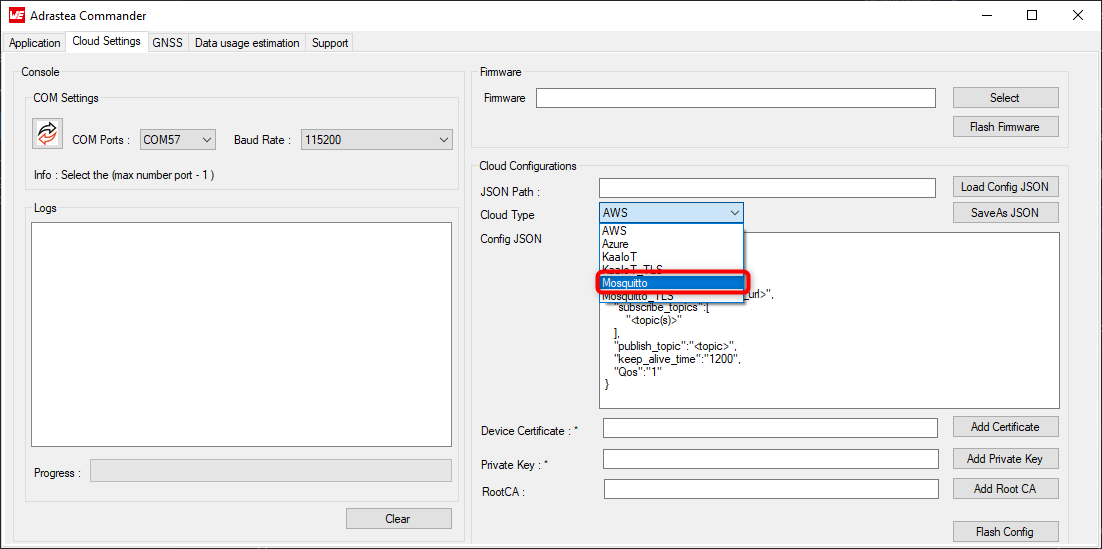 WE Adrastea Commander
Application Cloud Settings GNSS Data usage estimation Support
Console
COM Settings
COM Ports : COM57 Baud Rate : 115200
Info : Select the (max number port - 1 )
Logs
Progress :
Clear
Firmware
Firmware Select
Flash Firmware
Cloud Configurations
JSON Path : Load Config JSON
Cloud Type AWS SaveAs JSON
Config JSON
AWS
Azure
KaaIoT
KaaIoT_TLS
Mosquitto
Mosquitto_TLS
_url>",
"subscribe_topics":[
"<topic(s)>"
],
"publish_topic":"<topic>",
"keep_alive_time":"1200",
"Qos":"1"
}
Device Certificate : * Add Certificate
Private Key : * Add Private Key
RootCA : Add Root CA
Flash Config